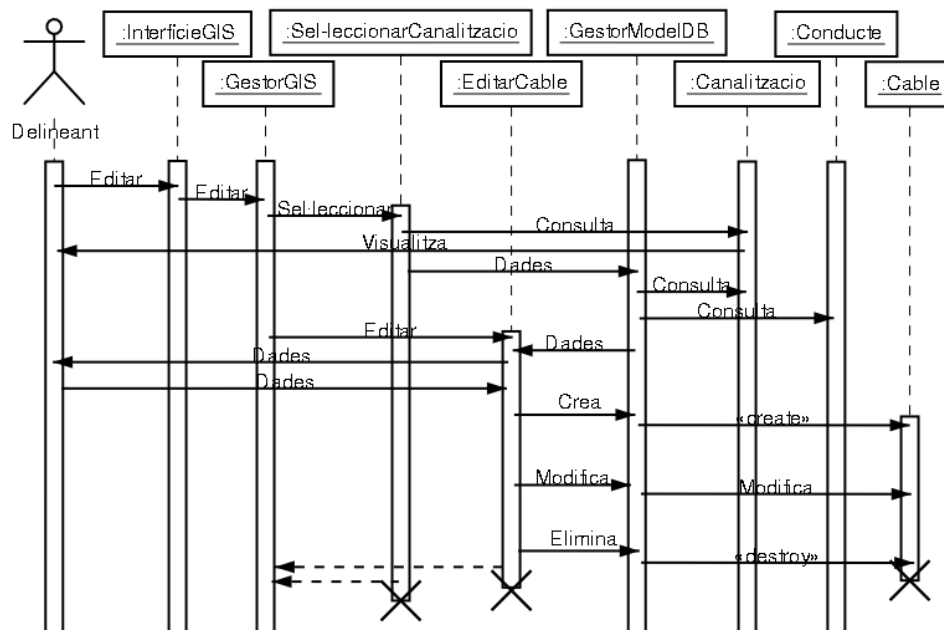 :InterfícieGIS
:Sel·leccionarCanalitzacio
:GestorModelDB
:Conducte
:GestorGIS
:EditarCable
:Canalitzacio
:Cable
Delineant
Editar
Editar
Sel·leccionar
Consulta
Visualitza
Dades
Consulta
Consulta
Editar
Dades
Dades
Dades
Crea
«create»
Modifica
Modifica
Elimina
«destroy»